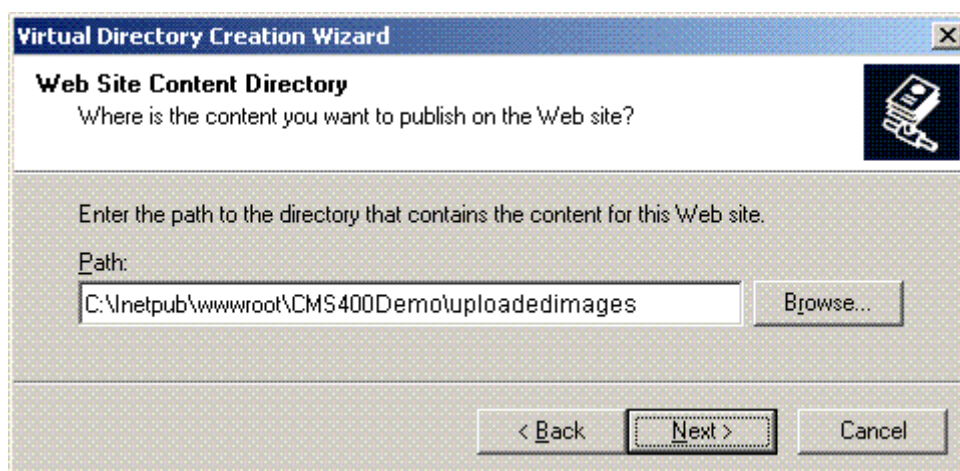 Virtual Directory Creation Wizard
Web Site Content Directory
Where is the content you want to publish on the Web site?
Enter the path to the directory that contains the content for this Web site.
Path:
C:\Inetpub\wwwroot\CMS400Demo\uploadedimages
Browse...
< Back
Next >
Cancel